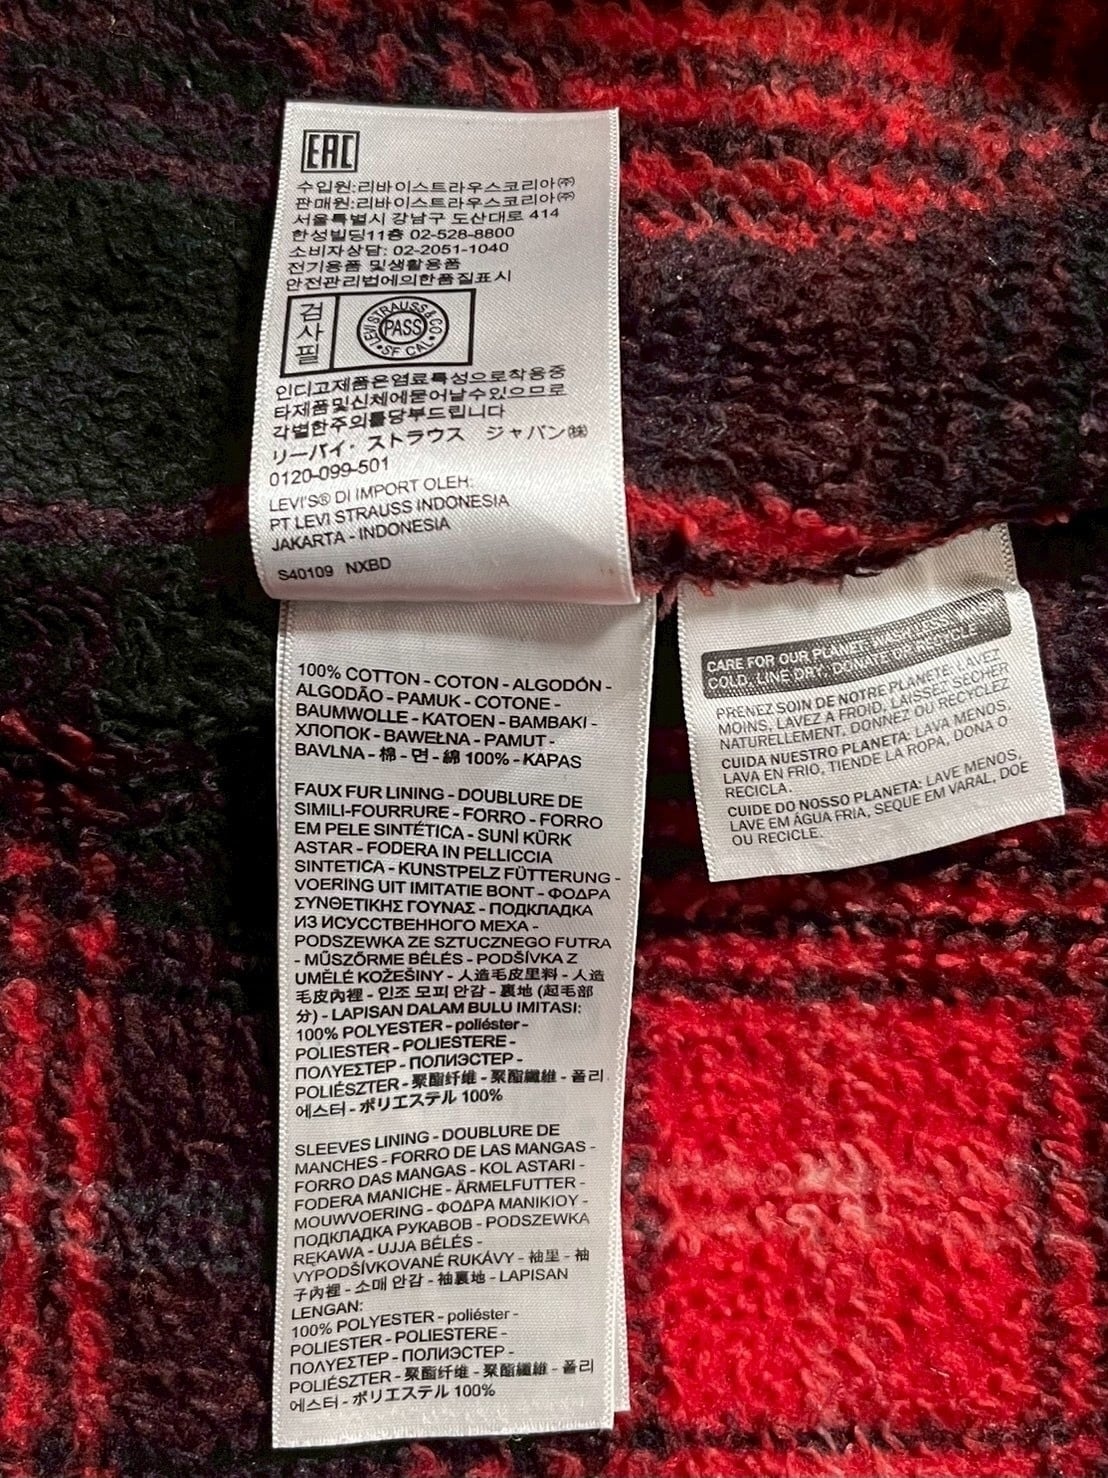 EAC
수입원:리바이스트라우스코리아㈜
판매원:리바이스트라우스코리아㈜
서울특별시 강남구 도산대로 414
한성빌딩11층 02-528-8800
소비자상담: 02-2051-1040
전기용품 및생활용품
안전관리법에의한품질표시
검사필
LEVI STRAUSS & CO.
PASS
• SF CAL •
인디고제품은염료특성으로착용중
타제품및신체에묻어날수있으므로
각별한주의를당부드립니다
リーバイ・ストラウス ジャパン㈱
0120-099-501
LEVI'S® DI IMPORT OLEH:
PT LEVI STRAUSS INDONESIA
JAKARTA - INDONESIA
S40109 NXBD
100% COTTON - COTON - ALGODÓN -
ALGODÃO - PAMUK - COTONE -
BAUMWOLLE - KATOEN - BAMBAKI -
ХЛОПОК - BAWEŁNA - PAMUT -
BAVLNA - 棉 - 면 - 綿 100% - KAPAS
FAUX FUR LINING - DOUBLURE DE
SIMILI-FOURRURE - FORRO - FORRO
EM PELE SINTÉTICA - SUNİ KÜRK
ASTAR - FODERA IN PELLICCIA
SINTETICA - KUNSTPELZ FÜTTERUNG -
VOERING UIT IMITATIE BONT - ΦΟΔΡΑ
ΣΥΝΘΕΤΙΚΗΣ ΓΟΥΝΑΣ - ПОДКЛАДКА
ИЗ ИСУССТВЕННОГО МЕХА -
PODSZEWKA ZE SZTUCZNEGO FUTRA
- MŰSZŐRME BÉLÉS - PODŠÍVKA Z
UMĚLÉ KOŽEŠINY - 人造毛皮里料 - 人造
毛皮內裡 - 인조 모피 안감 - 裏地 (起毛部
分) - LAPISAN DALAM BULU IMITASI:
100% POLYESTER - poliéster -
POLIESTER - POLIESTERE -
ΠΟΛΥΕΣΤΕΡ - ПОЛИЭСТЕР -
POLIÉSZTER - 聚酯纤维 - 聚酯纖維 - 폴리
에스터 - ポリエステル 100%
SLEEVES LINING - DOUBLURE DE
MANCHES - FORRO DE LAS MANGAS -
FORRO DAS MANGAS - KOL ASTARI -
FODERA MANICHE - ÄRMELFUTTER -
MOUWVOERING - ΦΟΔΡΑ ΜΑΝΙΚΙΟΥ -
ПОДКЛАДКА РУКАВОВ - PODSZEWKA
RĘKAWA - UJJA BÉLÉS -
VYPODŠÍVKOVANÉ RUKÁVY - 袖里 - 袖
子內裡 - 소매 안감 - 袖裏地 - LAPISAN
LENGAN:
100% POLYESTER - poliéster -
POLIESTER - POLIESTERE -
ΠΟΛΥΕΣΤΕΡ - ПОЛИЭСТЕР -
POLIÉSZTER - 聚酯纤维 - 聚酯纖維 - 폴리
에스터 - ポリエステル 100%
CARE FOR OUR PLANET: WASH LESS, WASH
COLD, LINE DRY, DONATE OR RECYCLE
PRENEZ SOIN DE NOTRE PLANETE: LAVEZ
MOINS, LAVEZ A FROID, LAISSEZ SECHER
NATURELLEMENT, DONNEZ OU RECYCLEZ
CUIDA NUESTRO PLANETA: LAVA MENOS,
LAVA EN FRIO, TIENDE LA ROPA, DONA O
RECICLA.
CUIDE DO NOSSO PLANETA: LAVE MENOS,
LAVE EM ÁGUA FRIA, SEQUE EM VARAL, DOE
OU RECICLE.